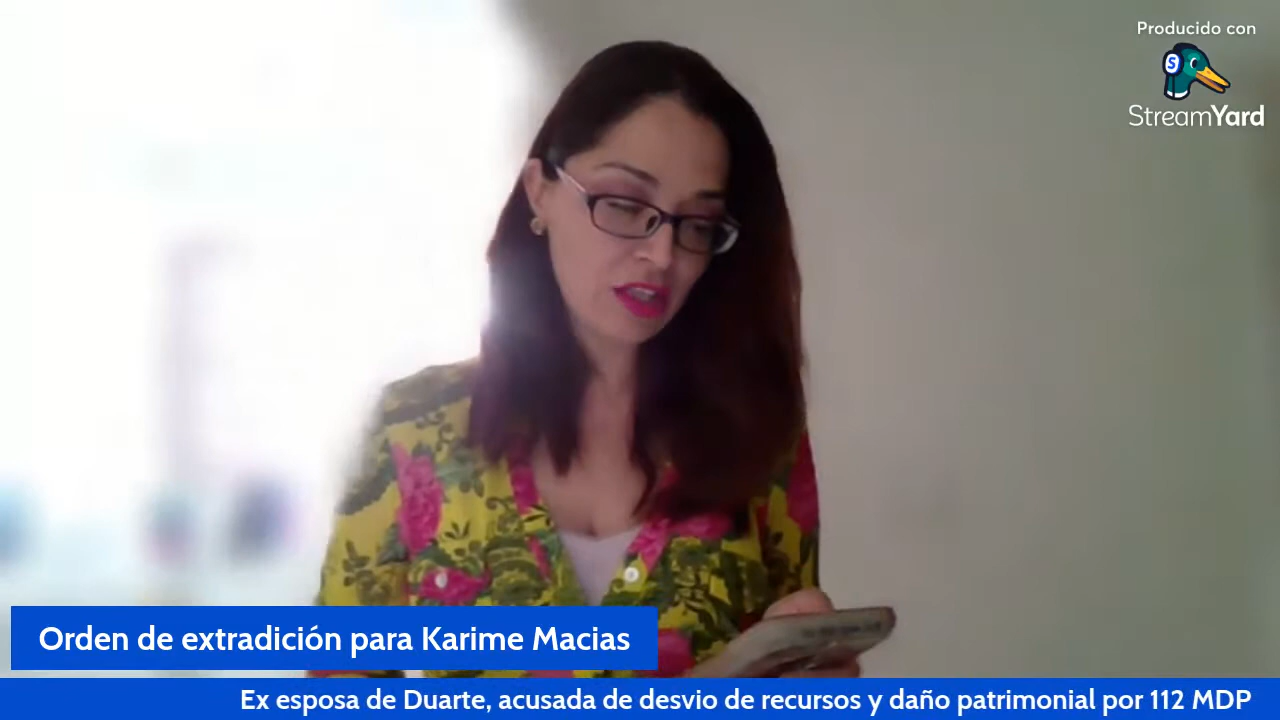 Producido con
StreamYard
Orden de extradición para Karime Macias
Ex esposa de Duarte, acusada de desvio de recursos y daño patrimonial por 112 MDP